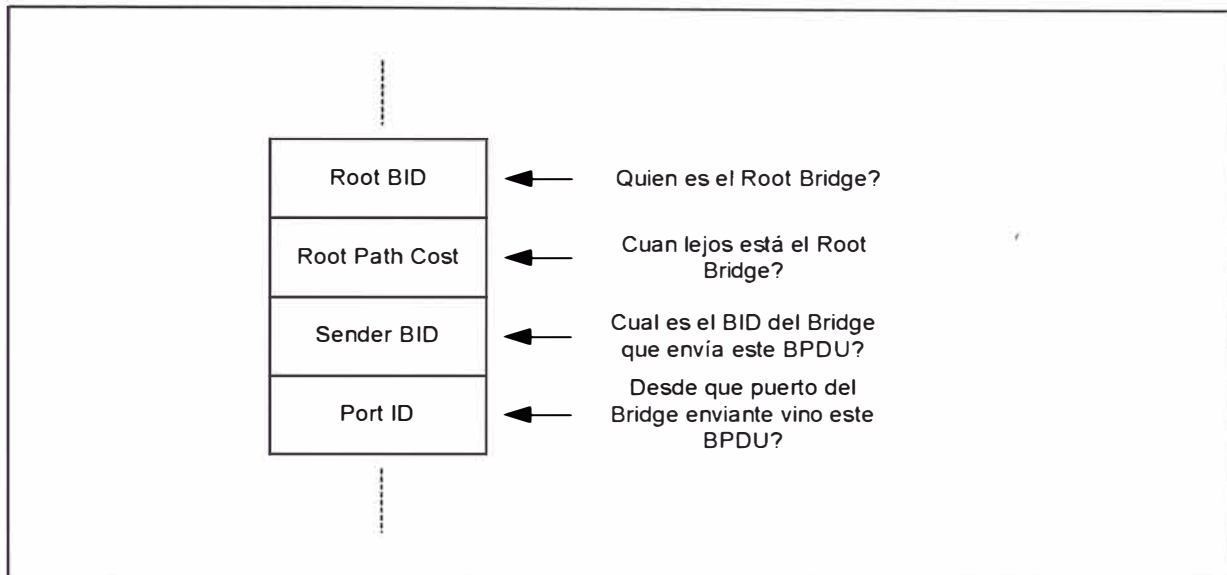 Root BID
Quien es el Root Bridge?
Root Path Cost
Cuan lejos está el Root
Bridge?
Sender BID
Cual es el BID del Bridge
que envía este BPDU?
Port ID
Desde que puerto del
Bridge enviante vino este
BPDU?